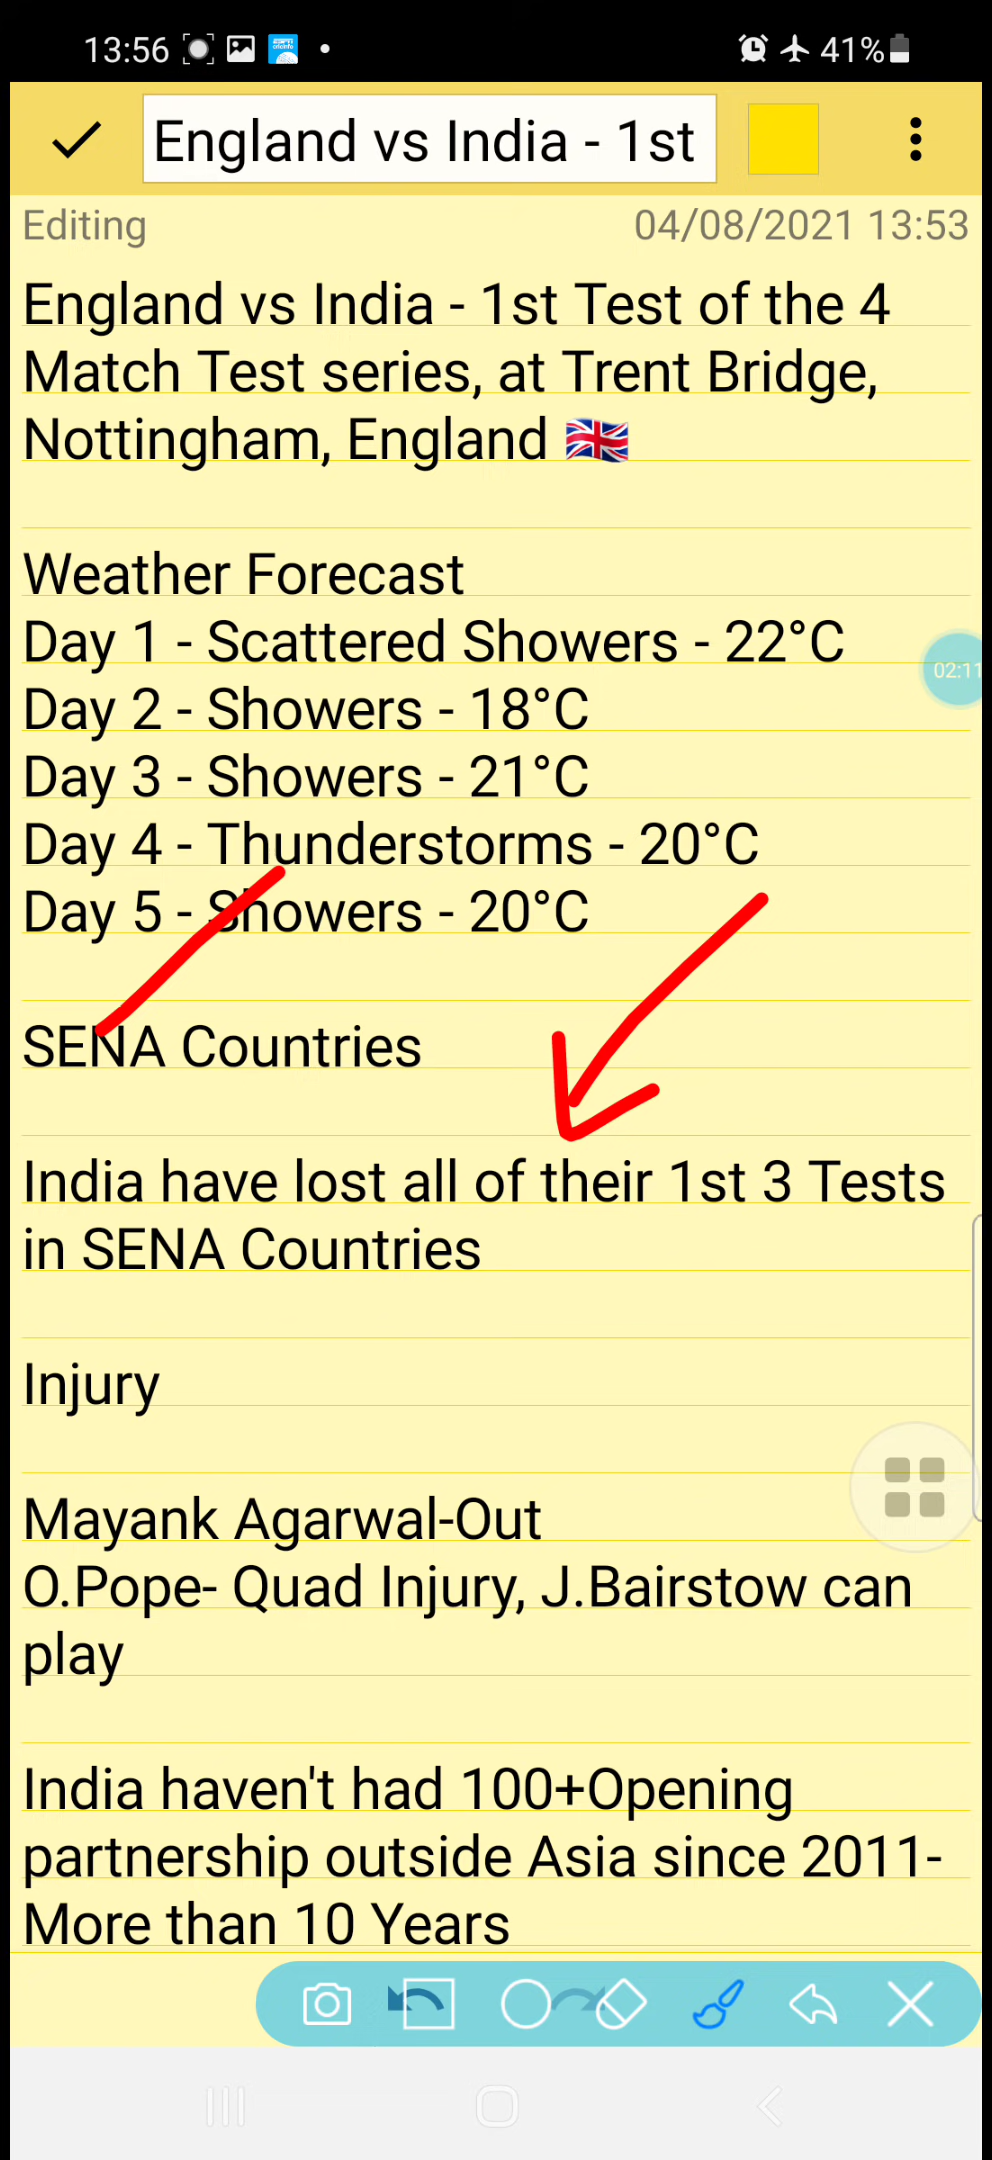 13:56 41%
England vs India - 1st
Editing 04/08/2021 13:53
England vs India - 1st Test of the 4
Match Test series, at Trent Bridge,
Nottingham, England 🇬🇧
Weather Forecast
Day 1 - Scattered Showers - 22°C
02:11
Day 2 - Showers - 18°C
Day 3 - Showers - 21°C
Day 4 - Thunderstorms - 20°C
Day 5 - Showers - 20°C
SENA Countries
India have lost all of their 1st 3 Tests
in SENA Countries
Injury
Mayank Agarwal-Out
O.Pope- Quad Injury, J.Bairstow can
play
India haven't had 100+Opening
partnership outside Asia since 2011-
More than 10 Years